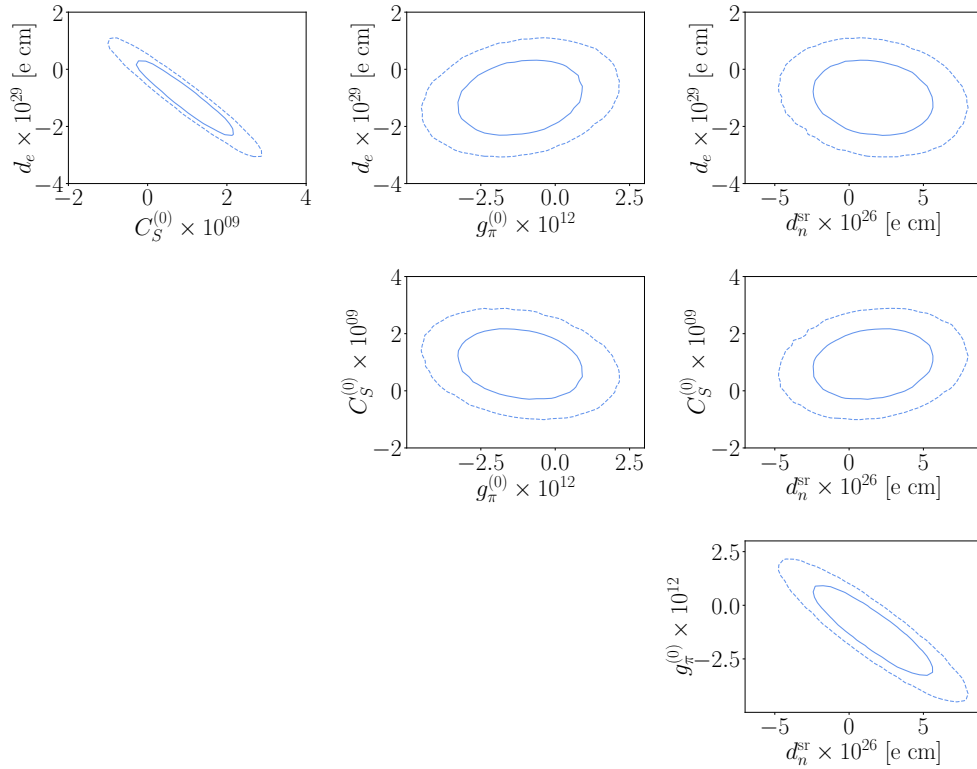 2
0
−2
−4
d_e × 10^29 [e cm]
−2 0 2 4
C_S^(0) × 10^09
2
0
−2
−4
d_e × 10^29 [e cm]
−2.5 0.0 2.5
g_π^(0) × 10^12
2
0
−2
−4
d_e × 10^29 [e cm]
−5 0 5
d_n^sr × 10^26 [e cm]
4
2
0
−2
C_S^(0) × 10^09
−2.5 0.0 2.5
g_π^(0) × 10^12
4
2
0
−2
C_S^(0) × 10^09
−5 0 5
d_n^sr × 10^26 [e cm]
2.5
0.0
−2.5
g_π^(0) × 10^12
−5 0 5
d_n^sr × 10^26 [e cm]